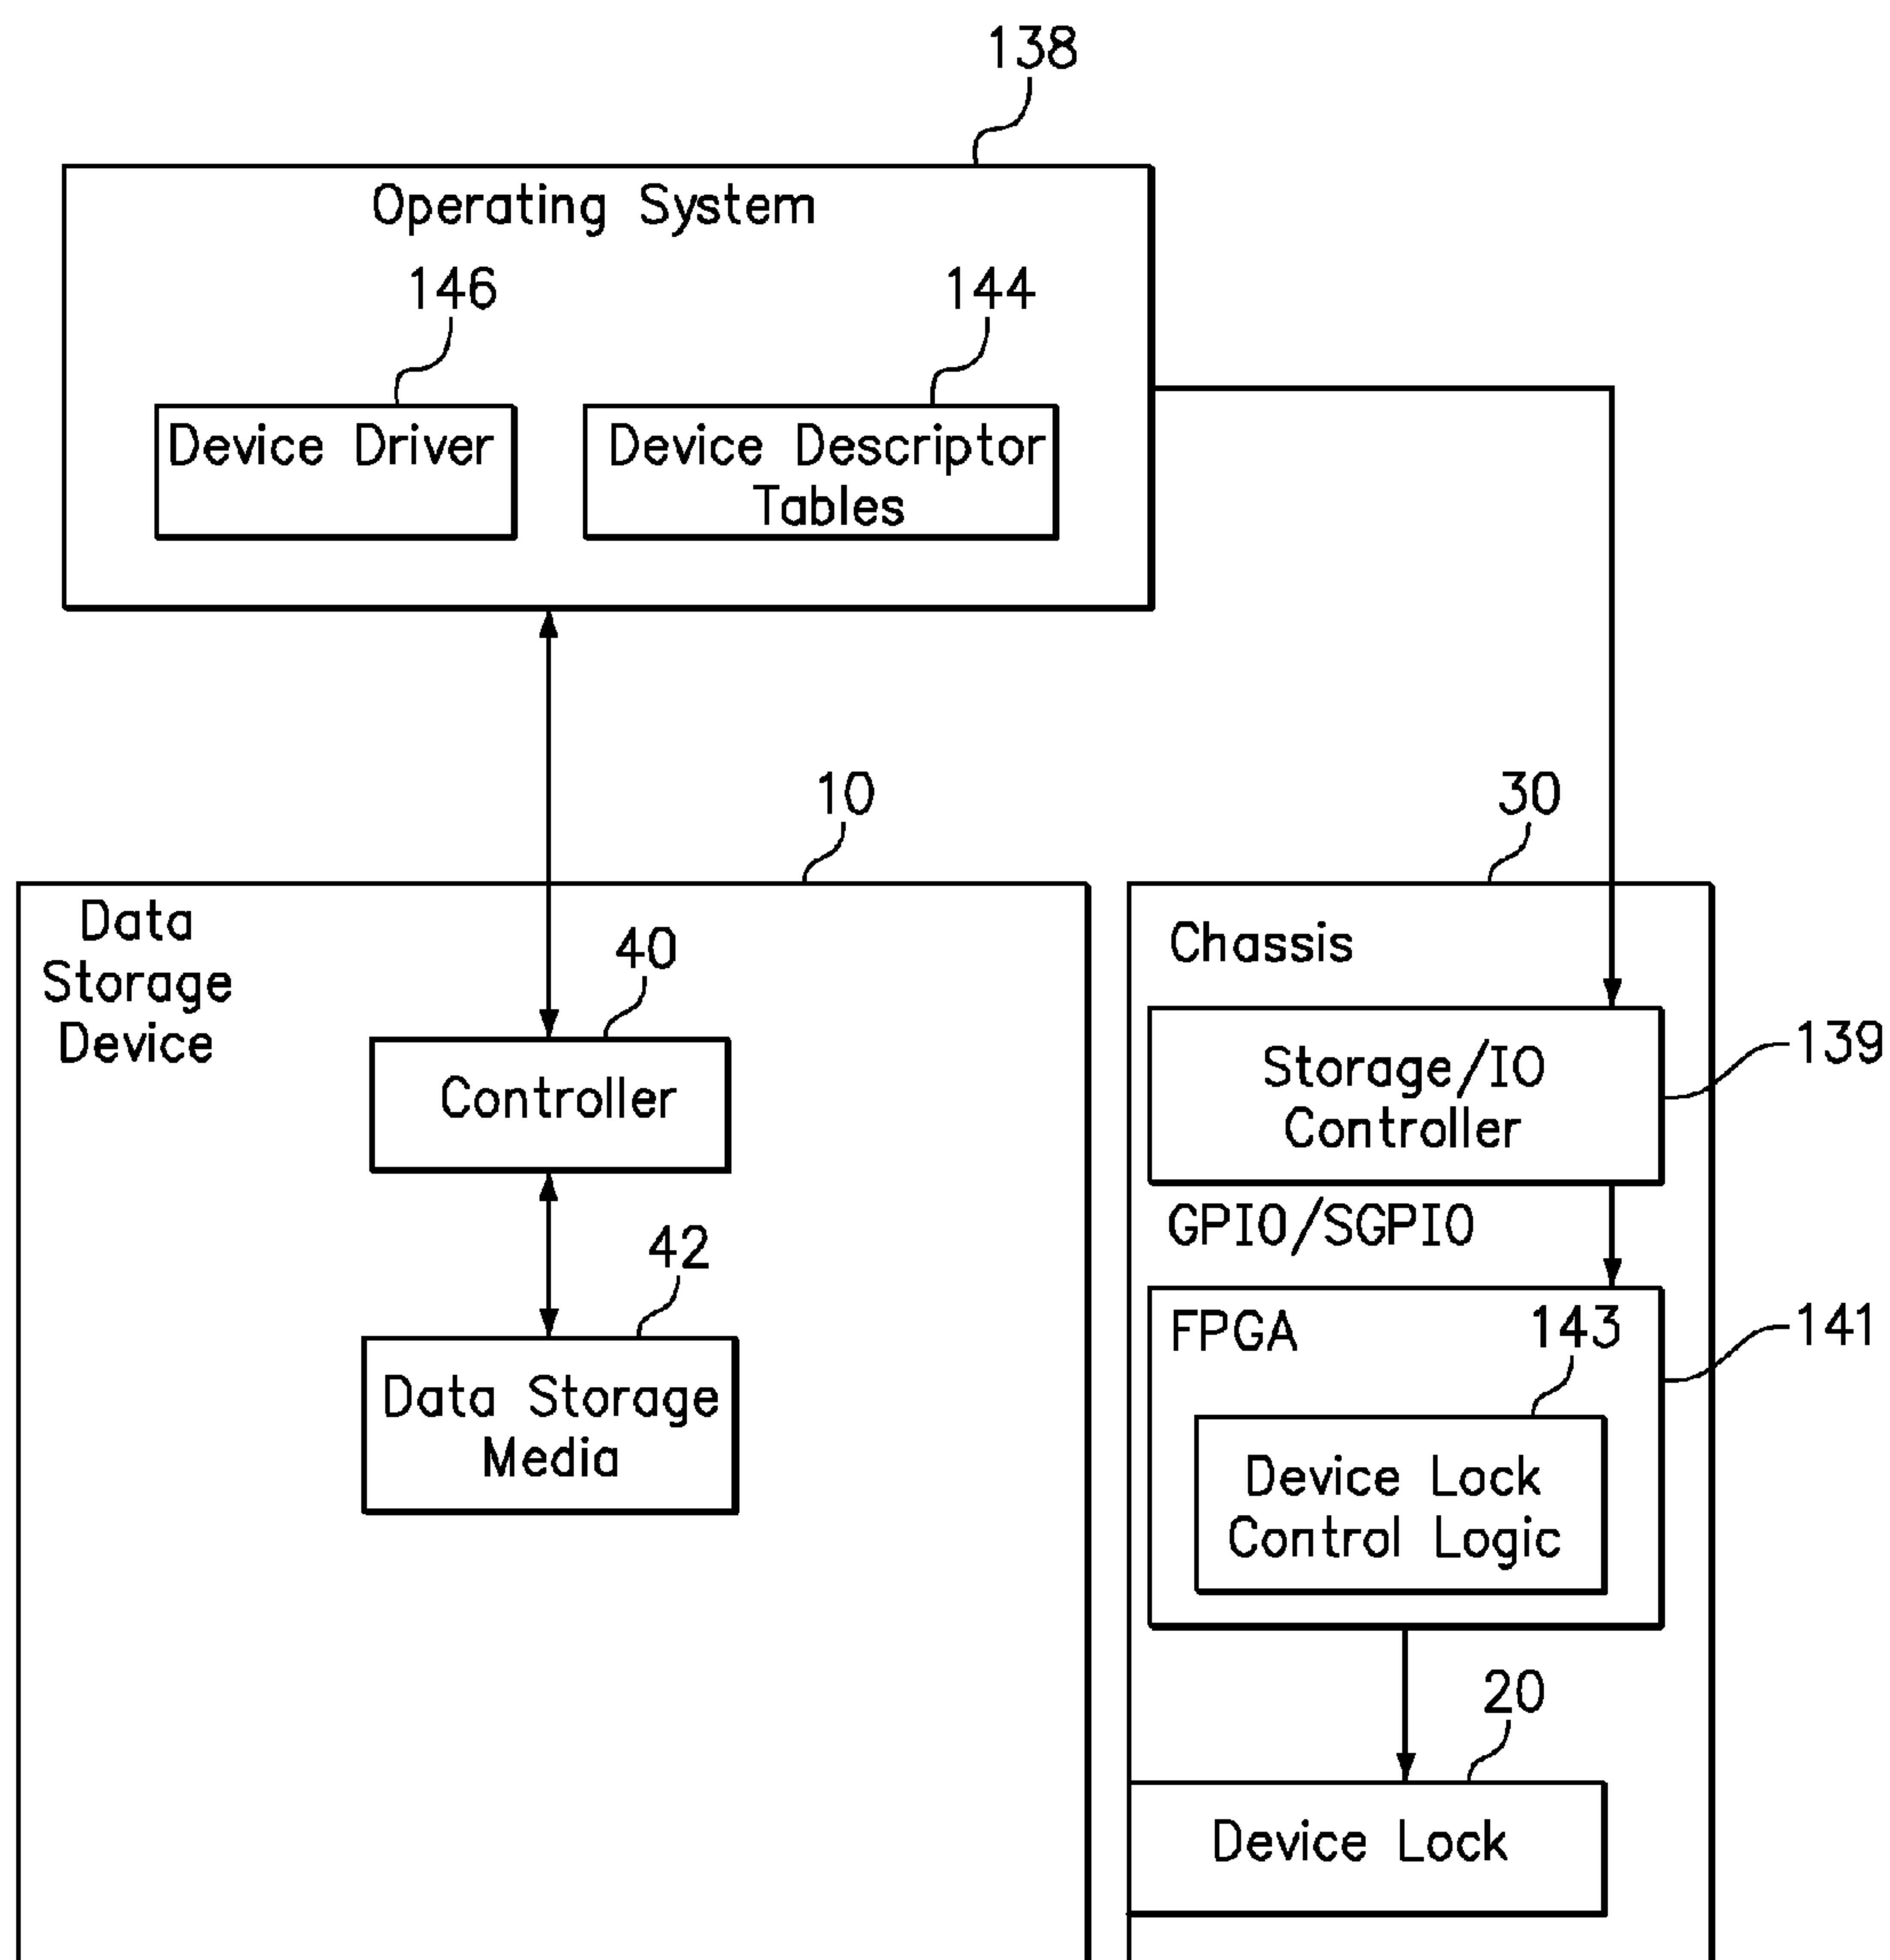 138
Operating System
146
144
Device Driver
Device Descriptor
Tables
10
30
Data
Storage
Device
40
Controller
42
Data Storage
Media
Chassis
Storage/IO
Controller
139
GPIO/SGPIO
FPGA
143
141
Device Lock
Control Logic
20
Device Lock